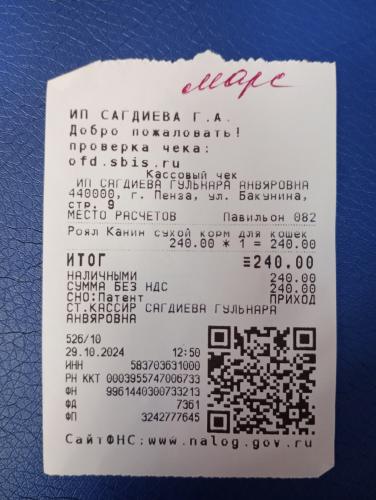 Марс
ИП САГДИЕВА Г.А.
Добро пожаловать!
проверка чека:
ofd.sbis.ru
Кассовый чек
ИП САГДИЕВА ГУЛЬНАРА АНВЯРОВНА
440000, г. Пенза, ул. Бакунина,
стр. 9
МЕСТО РАСЧЕТОВ Павильон 082
Роял Канин сухой корм для кошек
240.00 * 1 = 240.00
ИТОГ ≡240.00
НАЛИЧНЫМИ 240.00
СУММА БЕЗ НДС 240.00
СНО:Патент ПРИХОД
СТ.КАССИР САГДИЕВА ГУЛЬНАРА
АНВЯРОВНА
526/10
29.10.2024 12:50
ИНН 583703631000
РН ККТ 0003955747006733
ФН 9961440300733213
ФД 7361
ФП 3242777645
СайтФНС:www.nalog.gov.ru